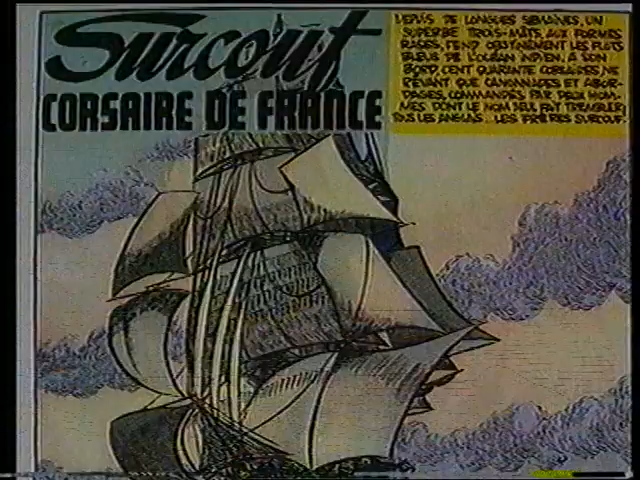 Surcouf
CORSAIRE DE FRANCE
DEPUIS DE LONGUES SEMAINES, UN
SUPERBE TROIS-MÂTS, AUX FORMES
RASES, FEND OBSTINÉMENT LES FLOTS
BLEUS DE L'OCÉAN INDIEN. À SON
BORD, CENT QUARANTE CORSAIRES NE
RÊVANT QUE CANONNADES ET ABOR-
DAGES, COMMANDÉS PAR DEUX HOM-
MES DONT LE NOM SEUL FAIT TREMBLER
TOUS LES ANGLAIS... LES FRÈRES SURCOUF.